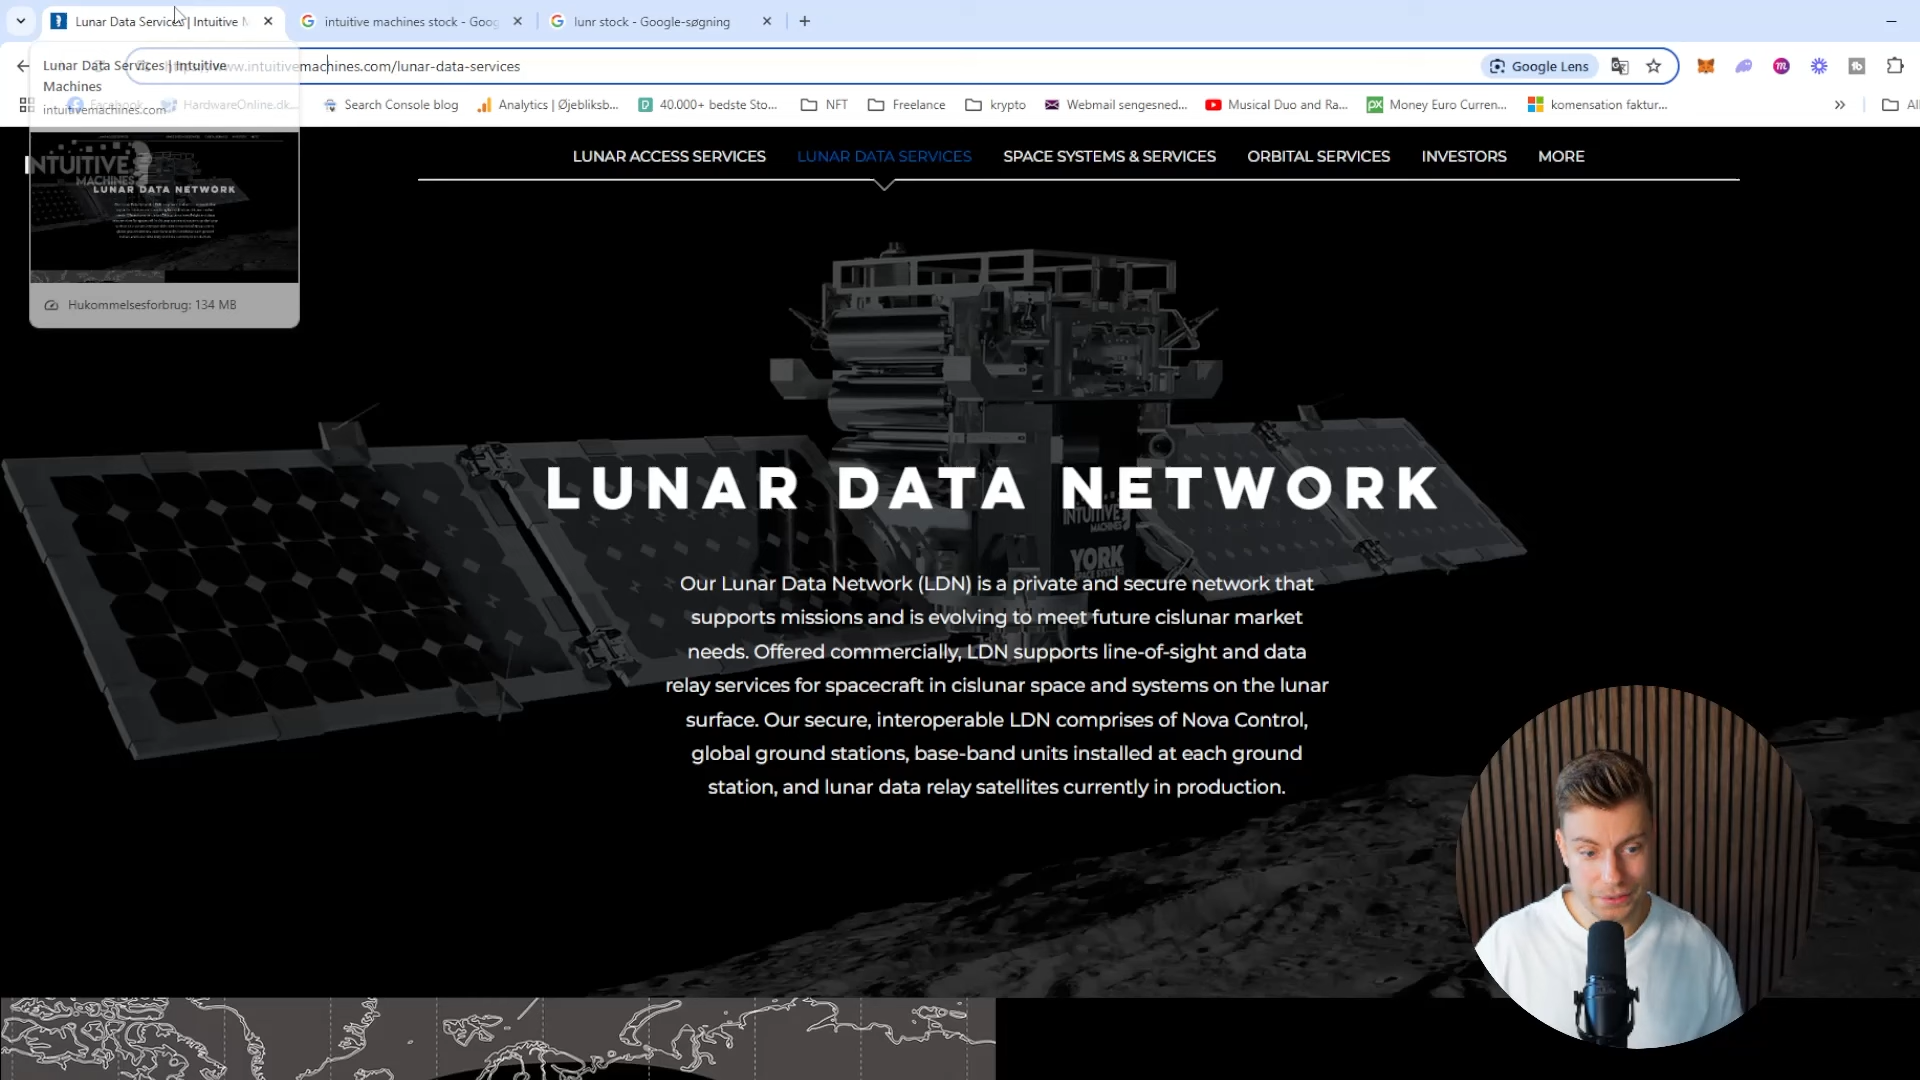 Lunar Data Services | Intuitive M
intuitive machines stock - Goog
lunr stock - Google-søgning
Lunar Data Services | Intuitive
Machines
intuitivemachines.com
machines.com/lunar-data-services
Google Lens
Facebook
HardwareOnline.dk...
Search Console blog
Analytics | Øjebliksb...
40.000+ bedste Sto...
NFT
Freelance
krypto
Webmail sengesned...
Musical Duo and Ra...
Money Euro Curren...
komensation faktur...
Al
INTUITIVE
MACHINES
LUNAR DATA NETWORK
Hukommelsesforbrug: 134 MB
LUNAR ACCESS SERVICES
LUNAR DATA SERVICES
SPACE SYSTEMS & SERVICES
ORBITAL SERVICES
INVESTORS
MORE
LUNAR DATA NETWORK
INTUITIVE
MACHINES
YORK
SPACE SYSTEMS
Our Lunar Data Network (LDN) is a private and secure network that
supports missions and is evolving to meet future cislunar market
needs. Offered commercially, LDN supports line-of-sight and data
relay services for spacecraft in cislunar space and systems on the lunar
surface. Our secure, interoperable LDN comprises of Nova Control,
global ground stations, base-band units installed at each ground
station, and lunar data relay satellites currently in production.